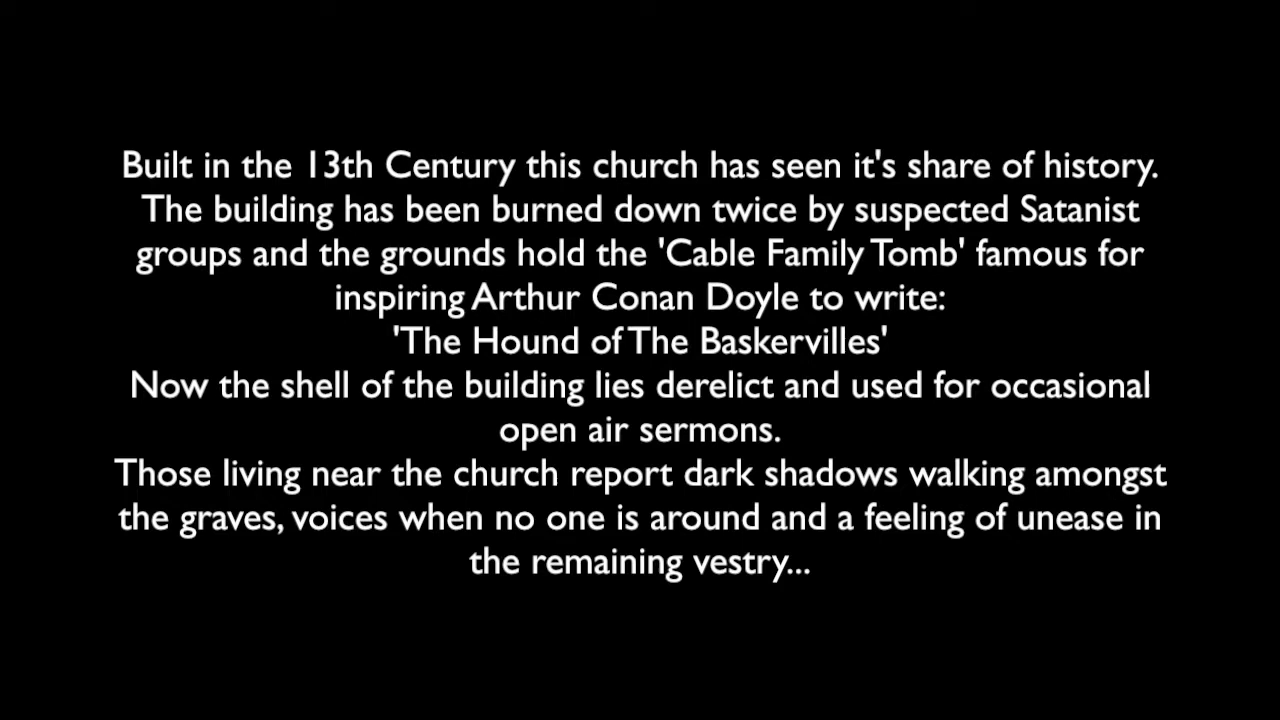 Built in the 13th Century this church has seen it's share of history.
The building has been burned down twice by suspected Satanist
groups and the grounds hold the 'Cable Family Tomb' famous for
inspiring Arthur Conan Doyle to write:
'The Hound of The Baskervilles'
Now the shell of the building lies derelict and used for occasional
open air sermons.
Those living near the church report dark shadows walking amongst
the graves, voices when no one is around and a feeling of unease in
the remaining vestry...